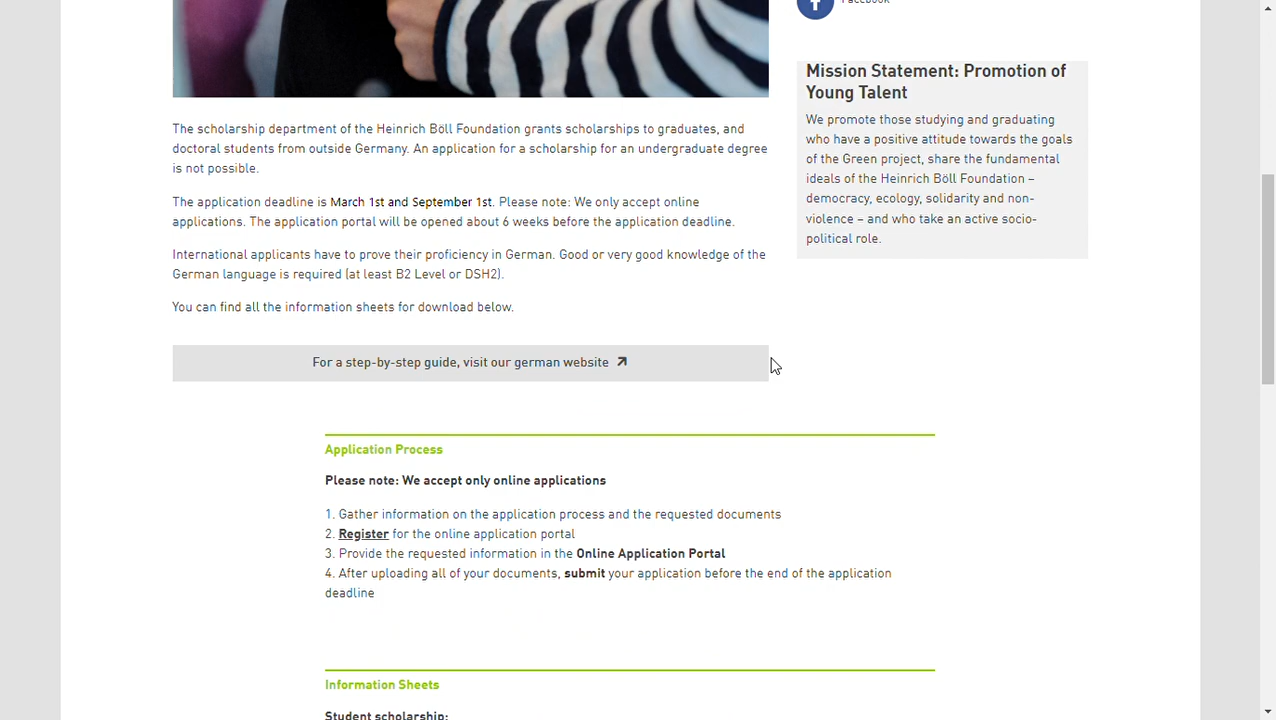 Facebook
Mission Statement: Promotion of
Young Talent
We promote those studying and graduating
who have a positive attitude towards the goals
of the Green project, share the fundamental
ideals of the Heinrich Böll Foundation –
democracy, ecology, solidarity and non-
violence – and who take an active socio-
political role.
The scholarship department of the Heinrich Böll Foundation grants scholarships to graduates, and
doctoral students from outside Germany. An application for a scholarship for an undergraduate degree
is not possible.
The application deadline is March 1st and September 1st. Please note: We only accept online
applications. The application portal will be opened about 6 weeks before the application deadline.
International applicants have to prove their proficiency in German. Good or very good knowledge of the
German language is required (at least B2 Level or DSH2).
You can find all the information sheets for download below.
For a step-by-step guide, visit our german website
Application Process
Please note: We accept only online applications
1. Gather information on the application process and the requested documents
2. Register for the online application portal
3. Provide the requested information in the Online Application Portal
4. After uploading all of your documents, submit your application before the end of the application
deadline
Information Sheets
Student scholarship: